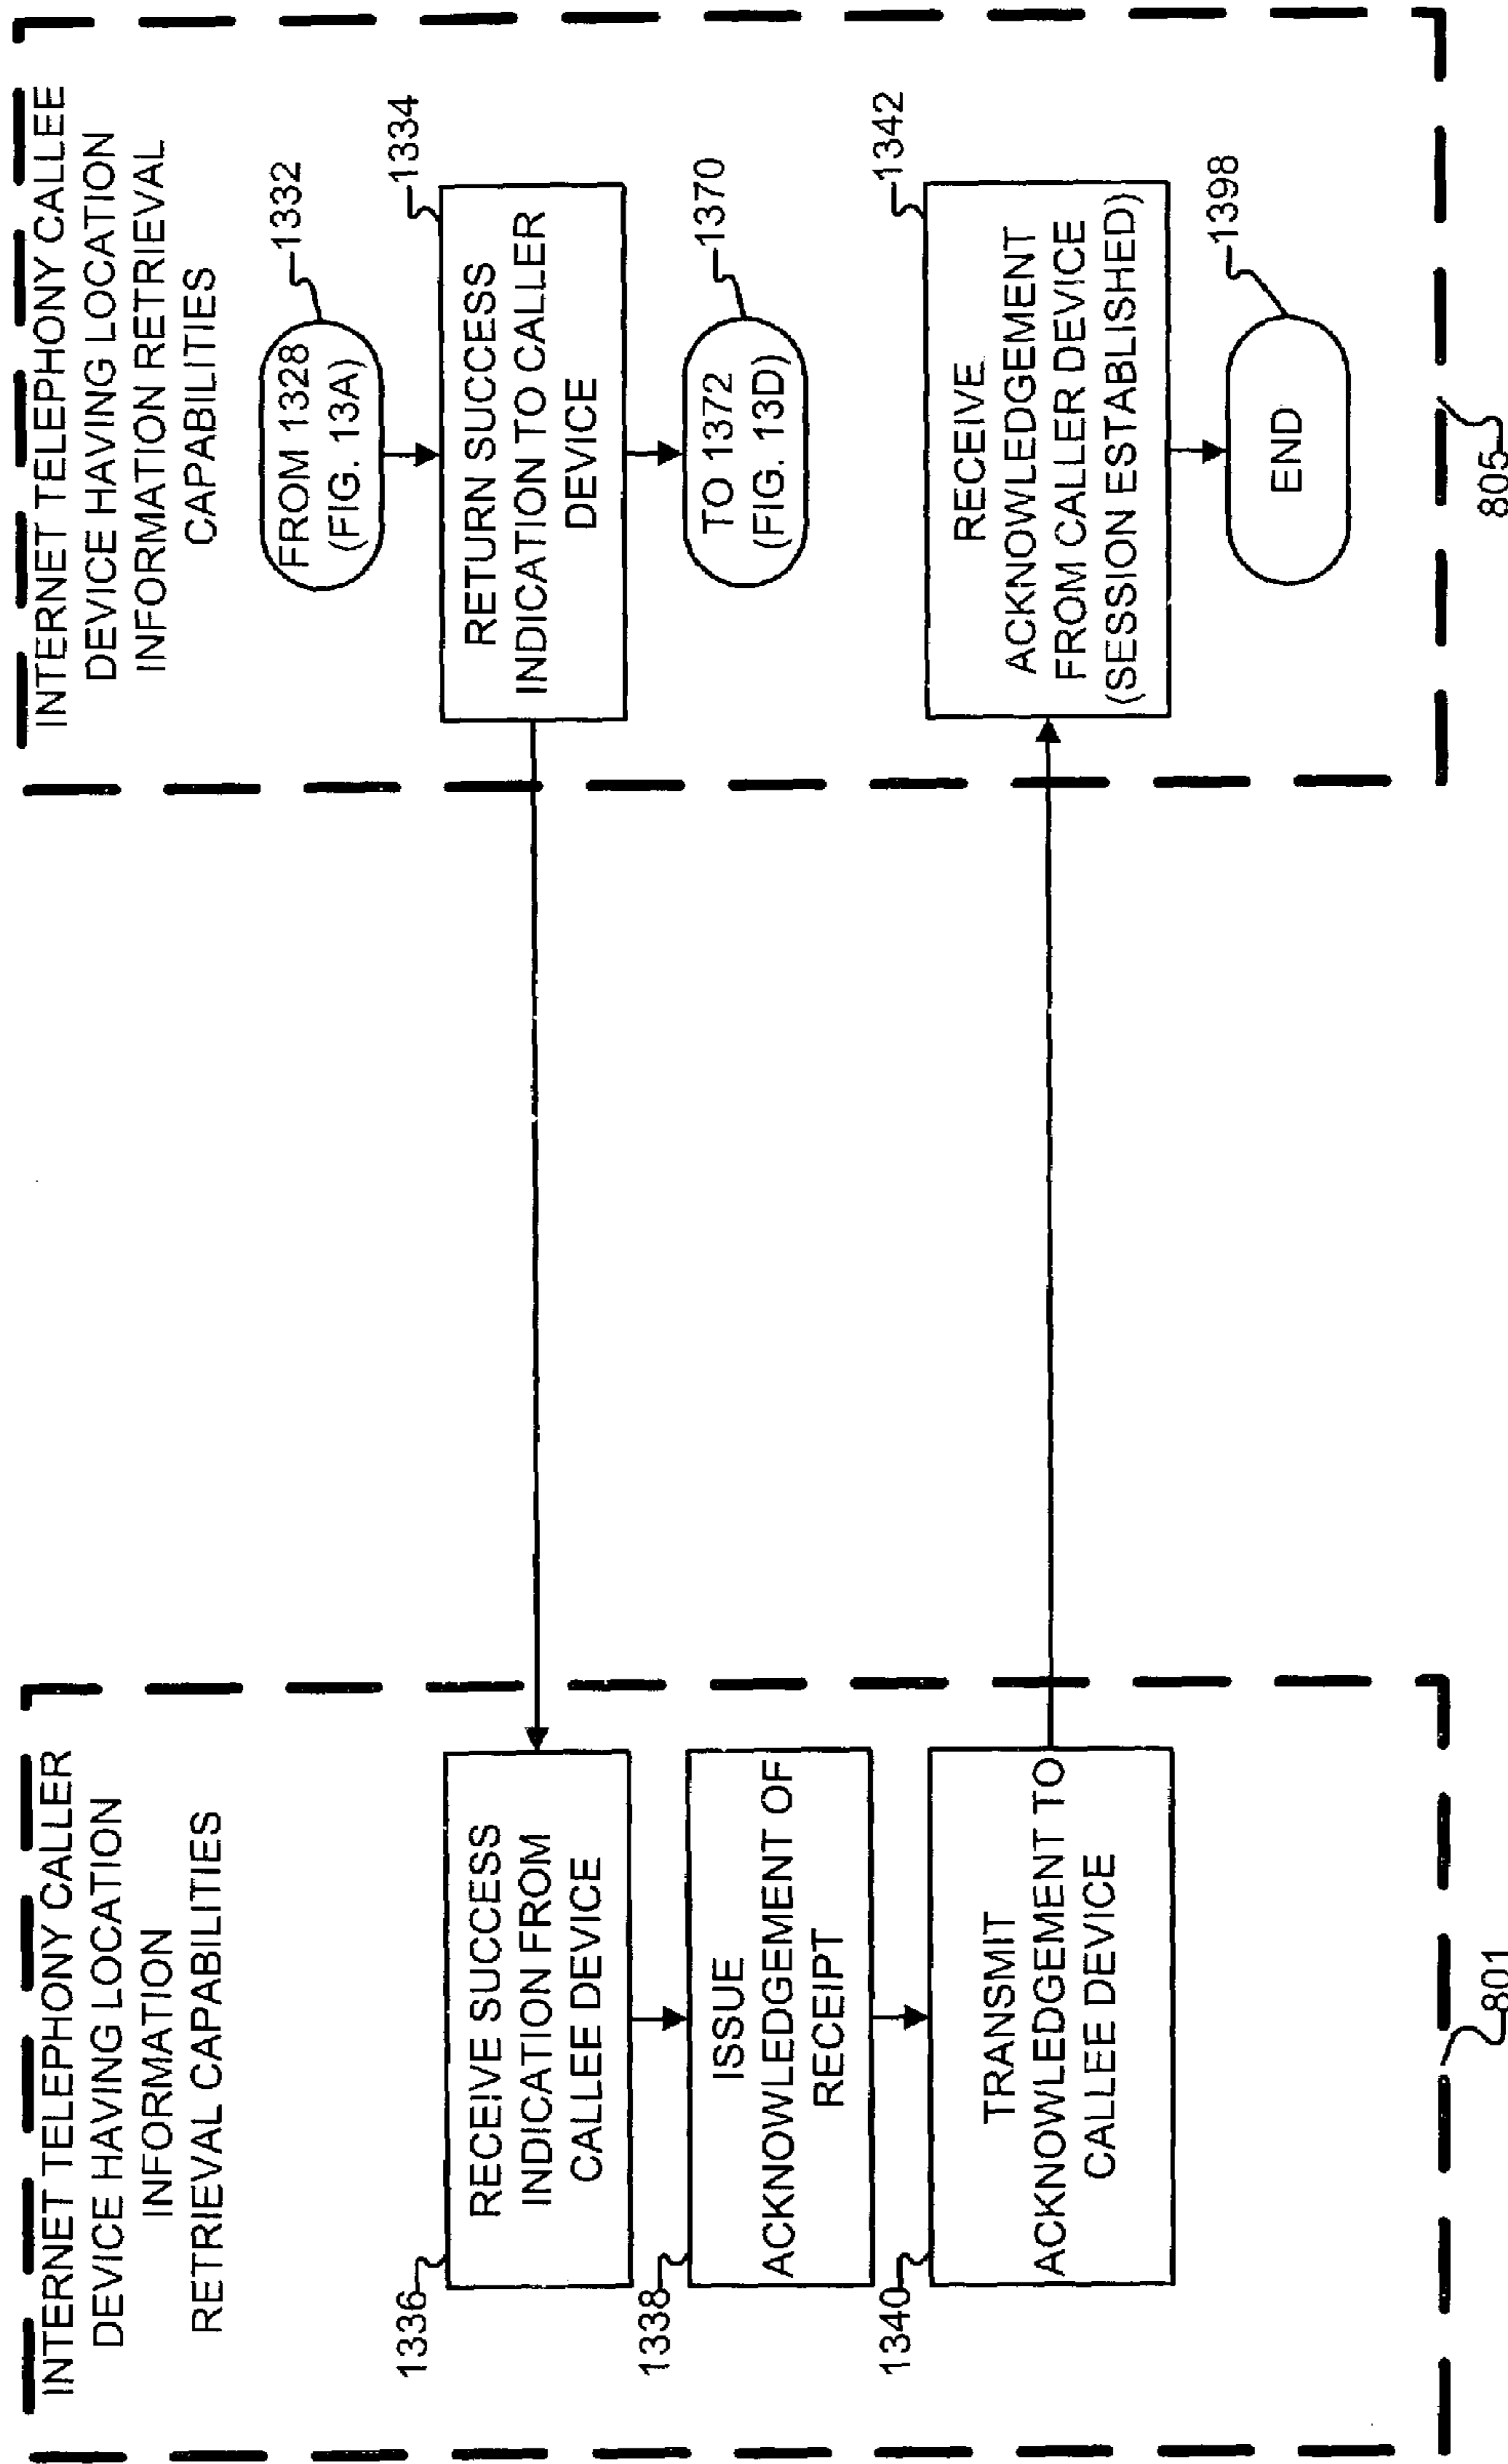 INTERNET TELEPHONY CALLER
DEVICE HAVING LOCATION
INFORMATION
RETRIEVAL CAPABILITIES
1336
RECEIVE SUCCESS
INDICATION FROM
CALLEE DEVICE
1338
ISSUE
ACKNOWLEDGEMENT OF
RECEIPT
1340
TRANSMIT
ACKNOWLEDGEMENT TO
CALLEE DEVICE
801
INTERNET TELEPHONY CALLEE
DEVICE HAVING LOCATION
INFORMATION RETRIEVAL
CAPABILITIES
FROM 1328
(FIG. 13A)
1332
RETURN SUCCESS
INDICATION TO CALLER
DEVICE
1334
TO 1372
(FIG. 13D)
1370
RECEIVE
ACKNOWLEDGEMENT
FROM CALLER DEVICE
(SESSION ESTABLISHED)
1342
END
1398
805